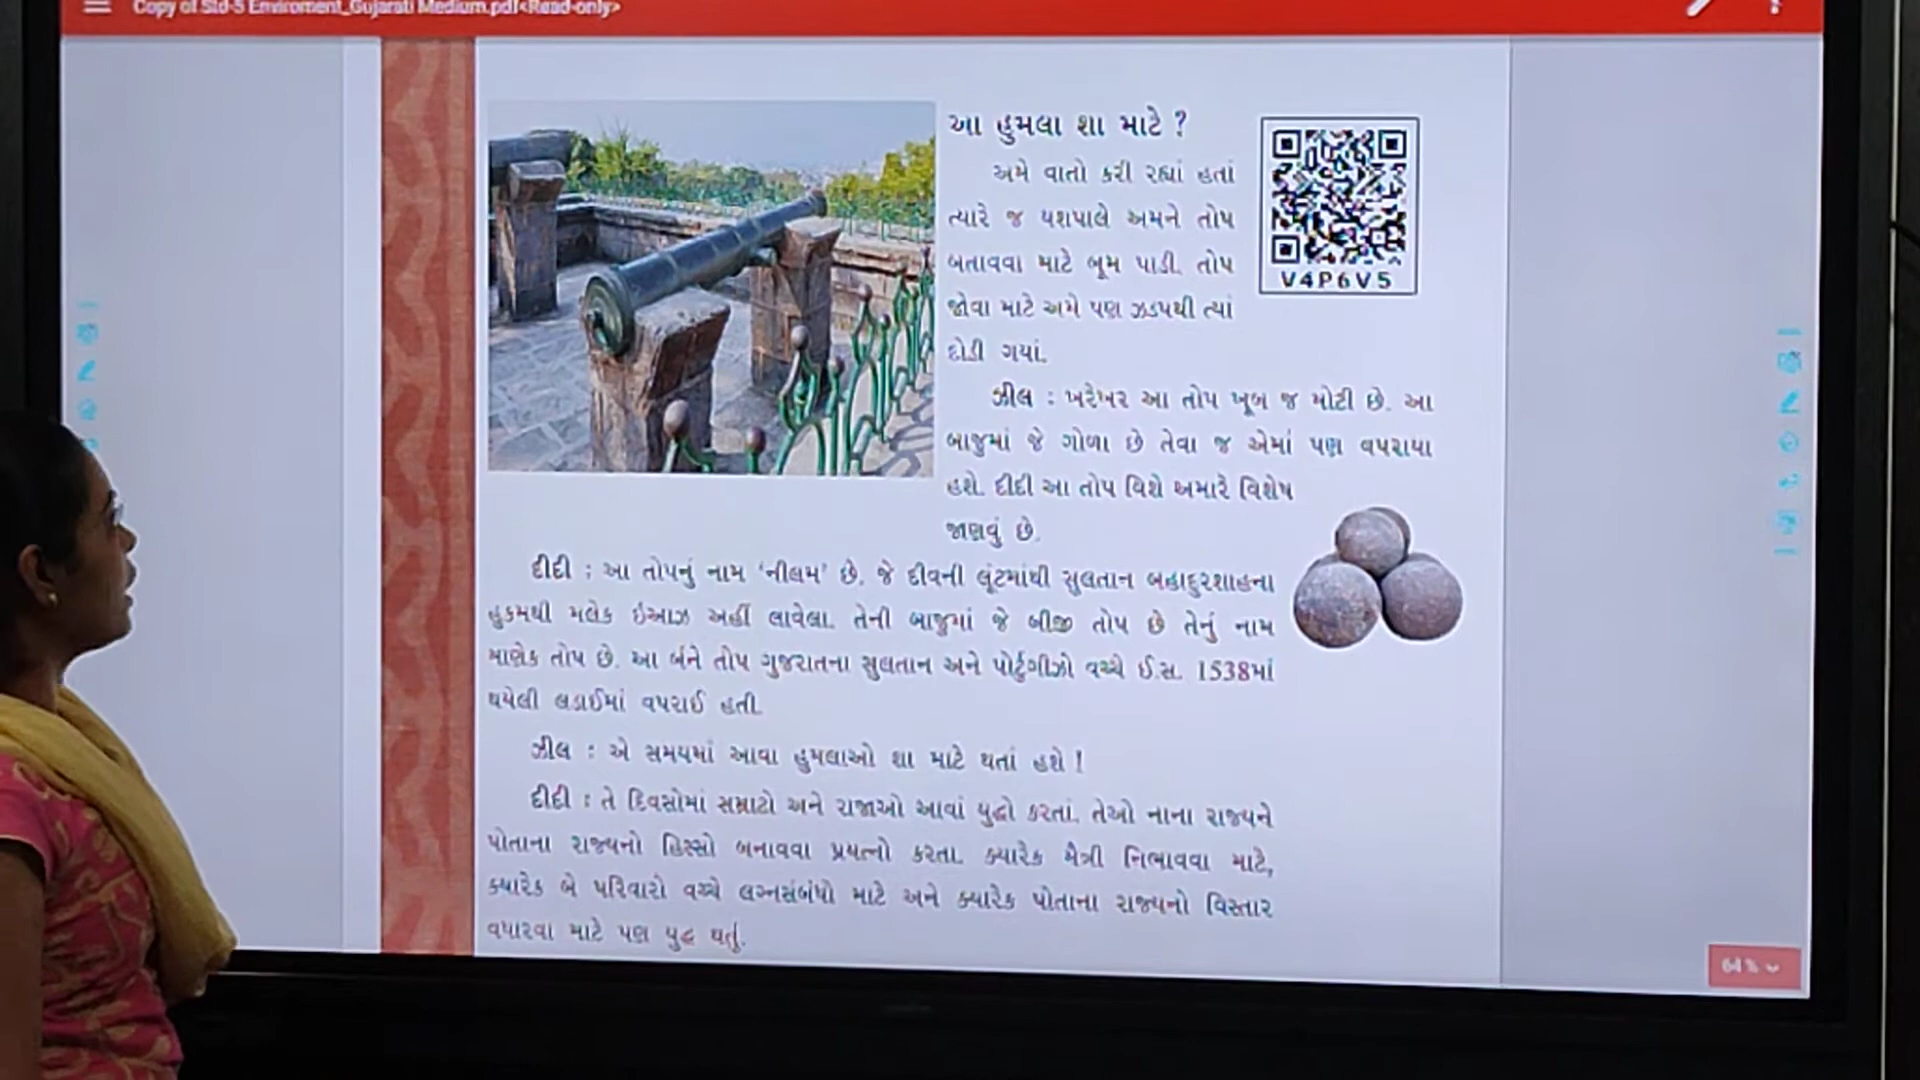 Copy of Std-5 Enviroment_Gujarati Medium.pdf<Read-only>
આ હુમલા શા માટે ?
અમે વાતો કરી રહ્યાં હતાં
ત્યારે જ યશપાલે અમને તોપ
બતાવવા માટે બૂમ પાડી. તોપ
જોવા માટે અમે પણ ઝડપથી ત્યાં
દોડી ગયાં.
V4P6V5
ઝીલ : ખરેખર આ તોપ ખૂબ જ મોટી છે. આ
બાજુમાં જે ગોળા છે તેવા જ એમાં પણ વપરાયા
હશે. દીદી આ તોપ વિશે અમારે વિશેષ
જાણવું છે.
દીદી : આ તોપનું નામ ‘નીલમ’ છે. જે દીવની લૂંટમાંથી સુલતાન બહાદુરશાહના
હુકમથી મલેક ઇઆઝ અહીં લાવેલા. તેની બાજુમાં જે બીજી તોપ છે તેનું નામ
માણેક તોપ છે. આ બંને તોપ ગુજરાતના સુલતાન અને પોર્ટુગીઝો વચ્ચે ઈ.સ. 1538માં
થયેલી લડાઈમાં વપરાઈ હતી.
ઝીલ : એ સમયમાં આવા હુમલાઓ શા માટે થતાં હશે !
દીદી : તે દિવસોમાં સમ્રાટો અને રાજાઓ આવાં યુદ્ધો કરતાં. તેઓ નાના રાજ્યને
પોતાના રાજ્યનો હિસ્સો બનાવવા પ્રયત્નો કરતા. ક્યારેક મૈત્રી નિભાવવા માટે,
ક્યારેક બે પરિવારો વચ્ચે લગ્નસંબંધો માટે અને ક્યારેક પોતાના રાજ્યનો વિસ્તાર
વધારવા માટે પણ યુદ્ધ થતું.
64%